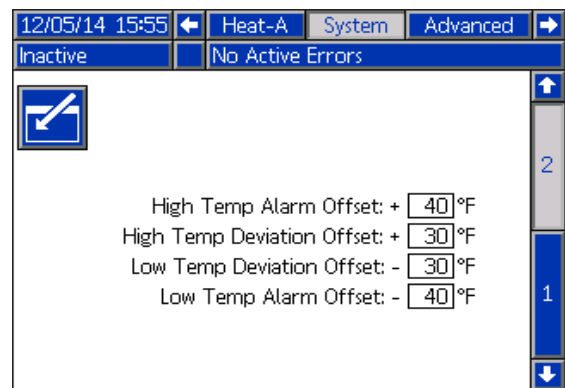 12/05/14 15:55 Heat-A System Advanced
Inactive No Active Errors
2
High Temp Alarm Offset: + 40 °F
High Temp Deviation Offset: + 30 °F
Low Temp Deviation Offset: - 30 °F
Low Temp Alarm Offset: - 40 °F
1